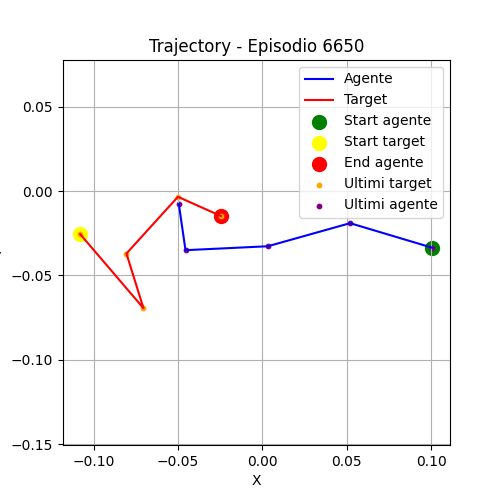 Trajectory - Episodio 6650
Agente
Target
Start agente
Start target
End agente
Ultimi target
Ultimi agente
0.05
0.00
−0.05
−0.10
−0.15
−0.10
−0.05
0.00
0.05
0.10
X